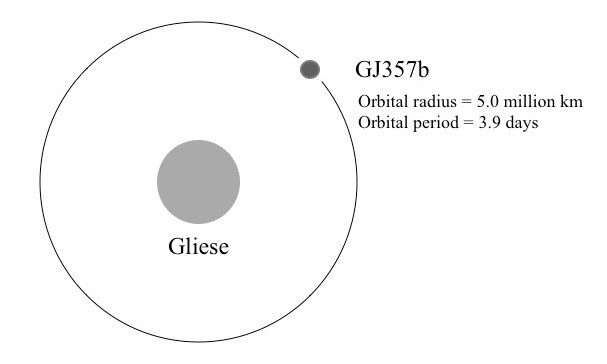 GJ357b
Orbital radius = 5.0 million km
Orbital period = 3.9 days
Gliese